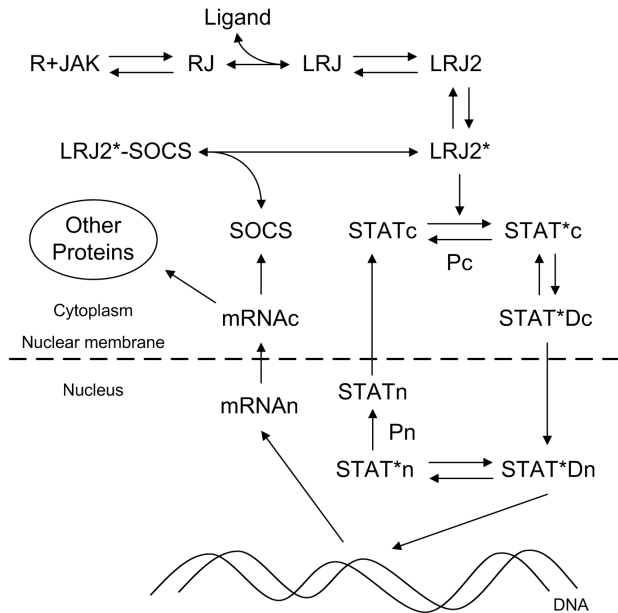 Ligand
R+JAK RJ LRJ LRJ2
LRJ2*-SOCS LRJ2*
Other
Proteins
SOCS STATc STAT*c
Pc
Cytoplasm
mRNAc STAT*Dc
Nuclear membrane
Nucleus
STATn
mRNAn
Pn
STAT*n STAT*Dn
DNA